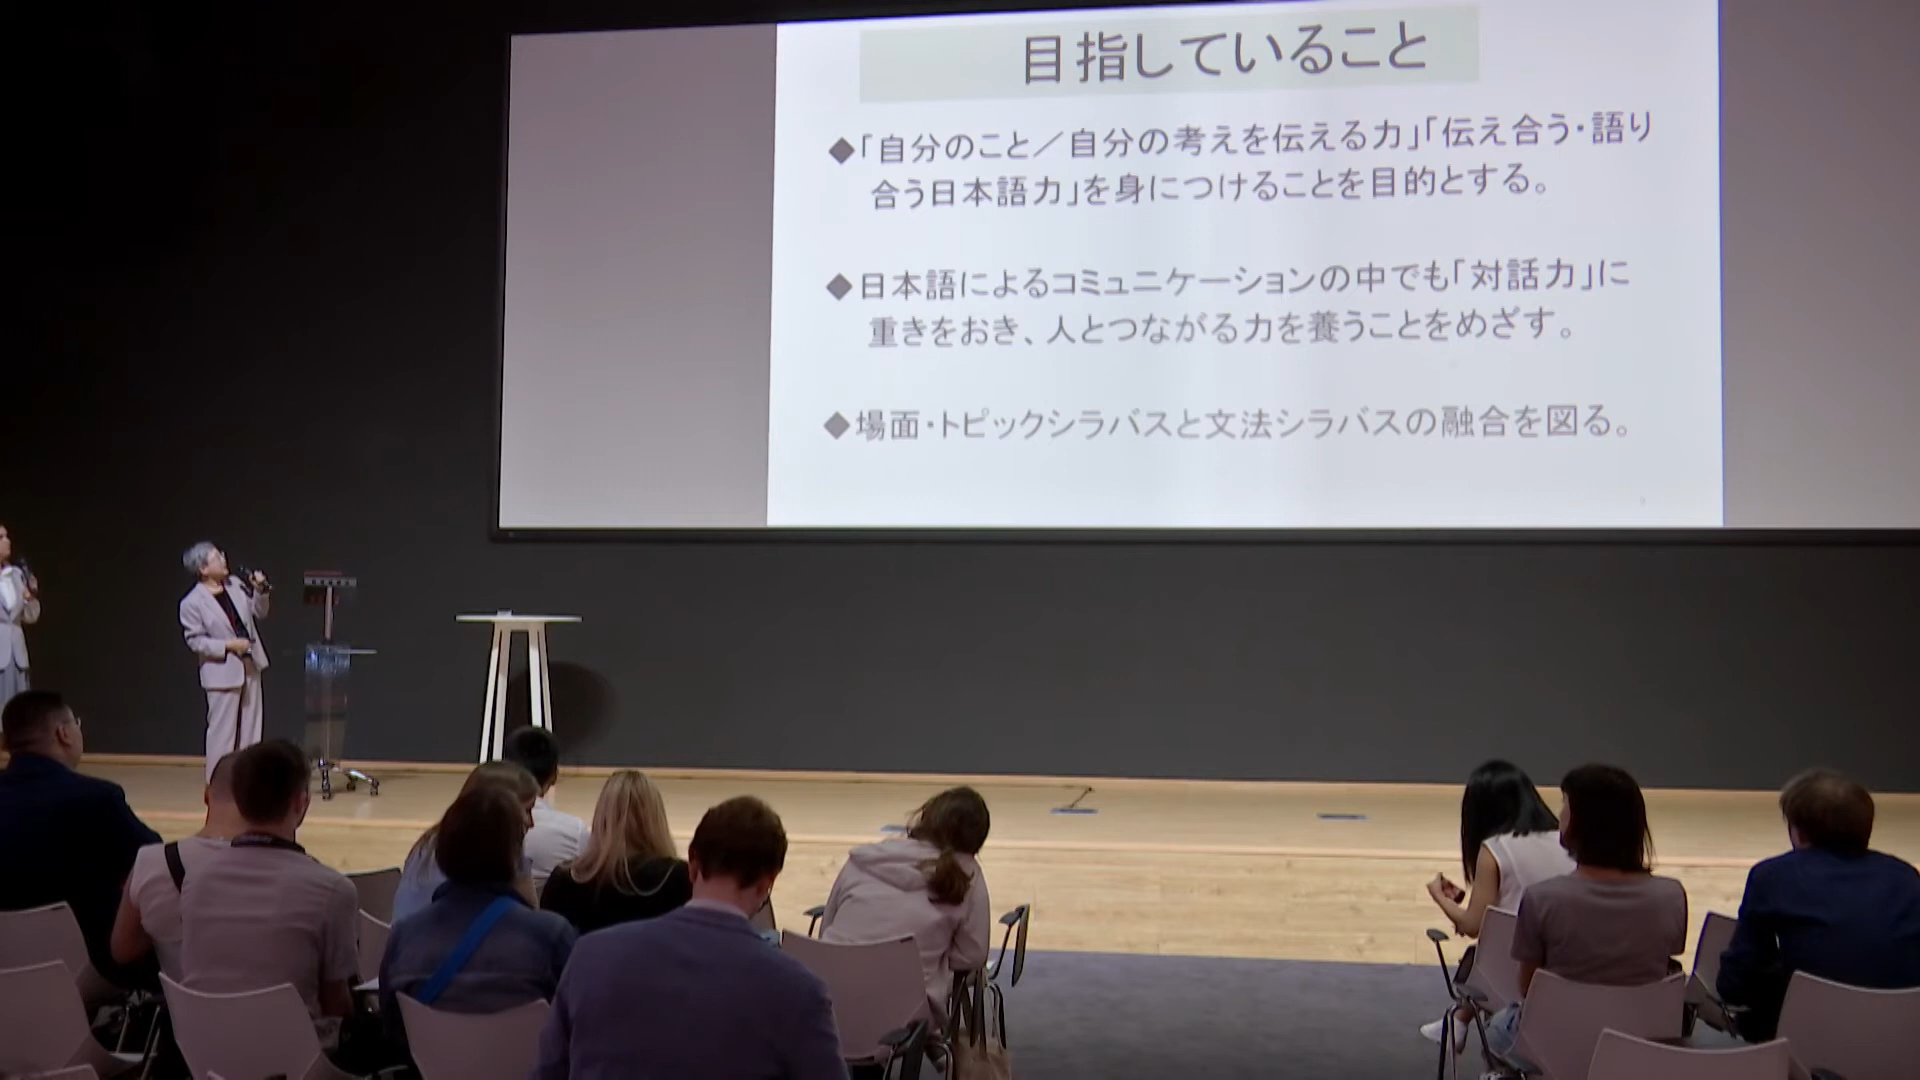 目指していること
◆「自分のこと／自分の考えを伝える力」「伝え合う・語り
合う日本語力」を身につけることを目的とする。
◆日本語によるコミュニケーションの中でも「対話力」に
重きをおき、人とつながる力を養うことをめざす。
◆場面・トピックシラバスと文法シラバスの融合を図る。